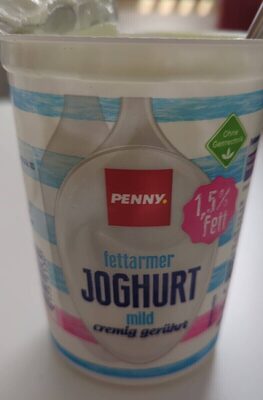 Ohne
Gentechnik
PENNY.
1,5%
Fett
fettarmer
JOGHURT
mild
cremig gerührt